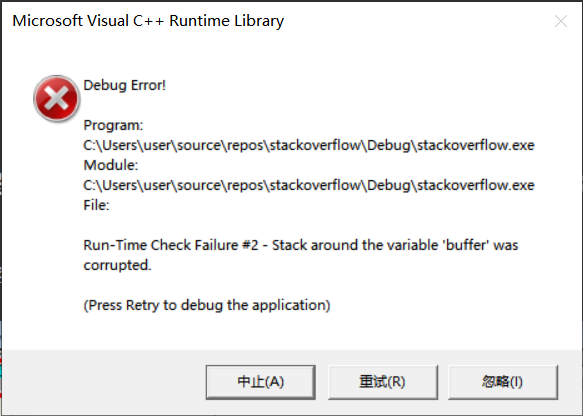 Microsoft Visual C++ Runtime Library
Debug Error!
Program:
C:\Users\user\source\repos\stackoverflow\Debug\stackoverflow.exe
Module:
C:\Users\user\source\repos\stackoverflow\Debug\stackoverflow.exe
File:
Run-Time Check Failure #2 - Stack around the variable 'buffer' was
corrupted.
(Press Retry to debug the application)
中止(A) 重试(R) 忽略(I)